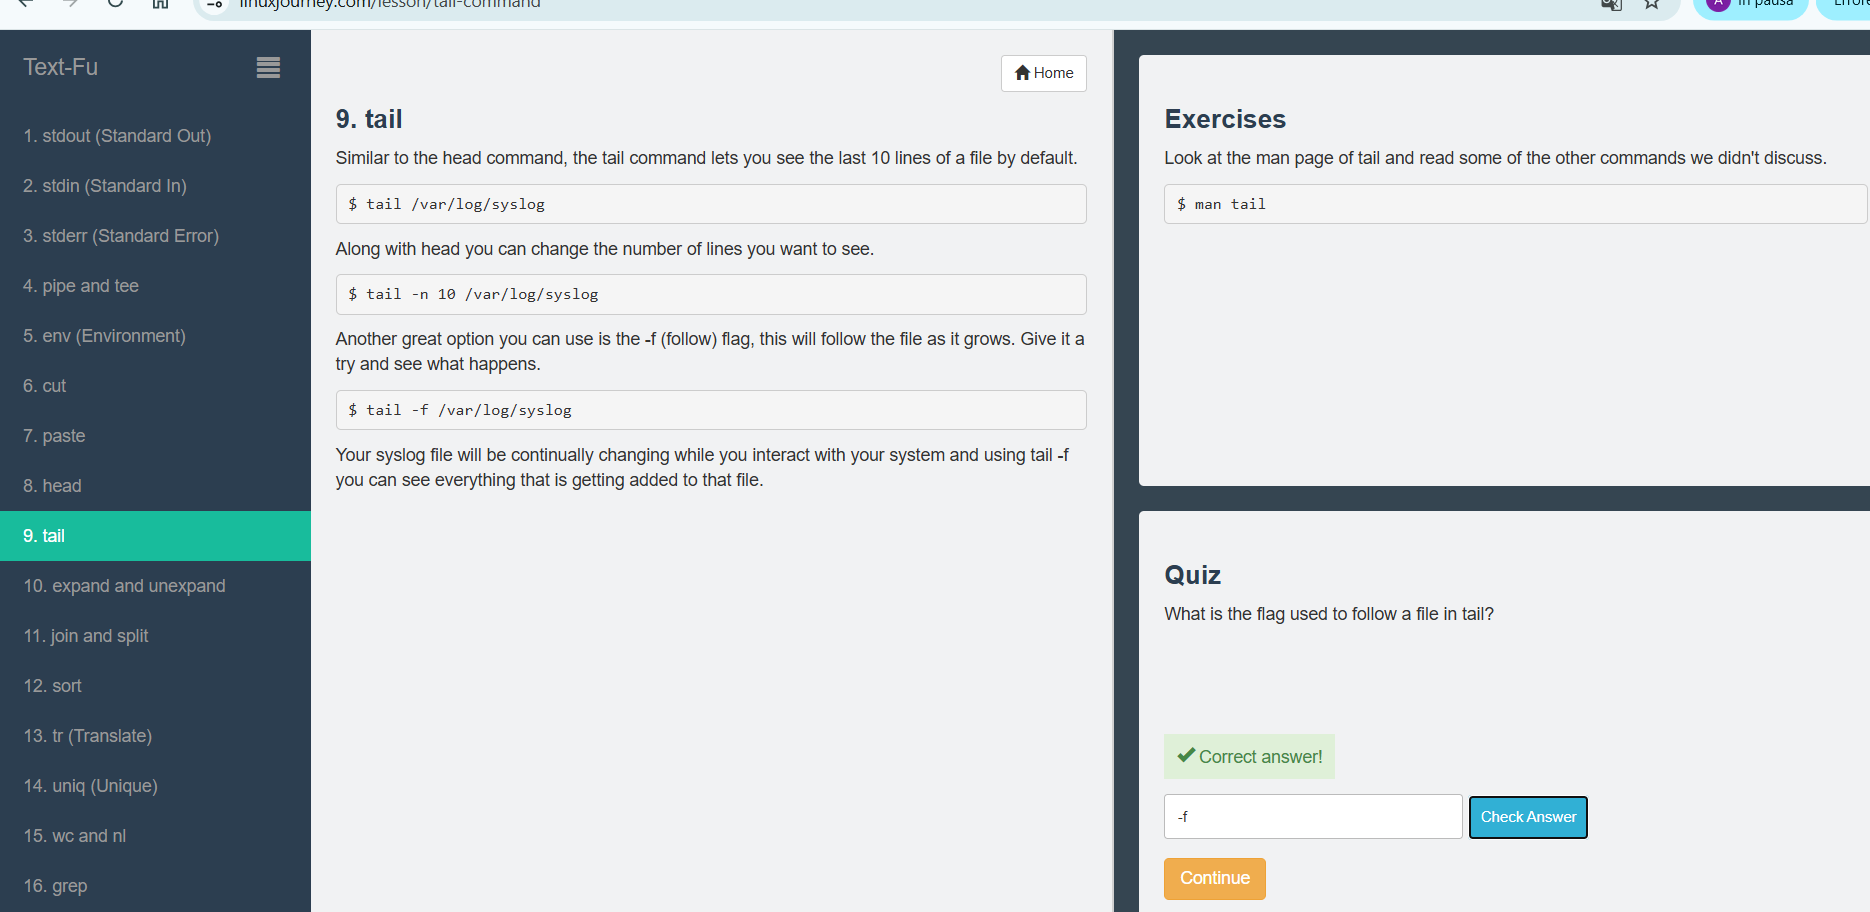 linuxjourney.com/lesson/tail-command
A In pausa
Text-Fu
1. stdout (Standard Out)
2. stdin (Standard In)
3. stderr (Standard Error)
4. pipe and tee
5. env (Environment)
6. cut
7. paste
8. head
9. tail
10. expand and unexpand
11. join and split
12. sort
13. tr (Translate)
14. uniq (Unique)
15. wc and nl
16. grep
Home
9. tail
Similar to the head command, the tail command lets you see the last 10 lines of a file by default.
$ tail /var/log/syslog
Along with head you can change the number of lines you want to see.
$ tail -n 10 /var/log/syslog
Another great option you can use is the -f (follow) flag, this will follow the file as it grows. Give it a
try and see what happens.
$ tail -f /var/log/syslog
Your syslog file will be continually changing while you interact with your system and using tail -f
you can see everything that is getting added to that file.
Exercises
Look at the man page of tail and read some of the other commands we didn't discuss.
$ man tail
Quiz
What is the flag used to follow a file in tail?
Correct answer!
-f
Check Answer
Continue